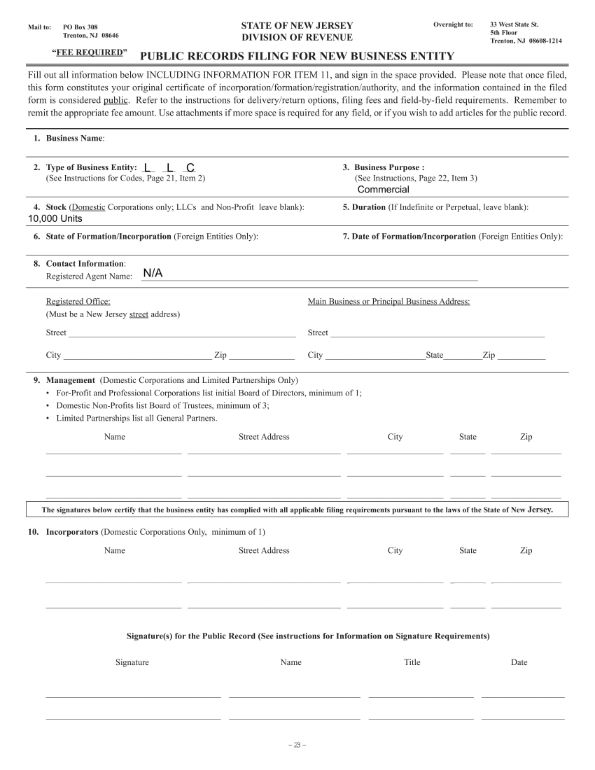 Mail to: PO Box 308
Trenton, NJ 08646
STATE OF NEW JERSEY
DIVISION OF REVENUE
Overnight to: 33 West State St.
5th Floor
Trenton, NJ 08608-1214
"FEE REQUIRED" PUBLIC RECORDS FILING FOR NEW BUSINESS ENTITY
Fill out all information below INCLUDING INFORMATION FOR ITEM 11, and sign in the space provided. Please note that once filed,
this form constitutes your original certificate of incorporation/formation/registration/authority, and the information contained in the filed
form is considered public. Refer to the instructions for delivery/return options, filing fees and field-by-field requirements. Remember to
remit the appropriate fee amount. Use attachments if more space is required for any field, or if you wish to add articles for the public record.
1. Business Name:
2. Type of Business Entity: L L C
(See Instructions for Codes, Page 21, Item 2)
3. Business Purpose :
(See Instructions, Page 22, Item 3)
Commercial
4. Stock (Domestic Corporations only; LLCs and Non-Profit leave blank):
10,000 Units
5. Duration (If Indefinite or Perpetual, leave blank):
6. State of Formation/Incorporation (Foreign Entities Only):
7. Date of Formation/Incorporation (Foreign Entities Only):
8. Contact Information:
Registered Agent Name: N/A
Registered Office:
(Must be a New Jersey street address)
Main Business or Principal Business Address:
Street
Street
City Zip
City State Zip
9. Management (Domestic Corporations and Limited Partnerships Only)
• For-Profit and Professional Corporations list initial Board of Directors, minimum of 1;
• Domestic Non-Profits list Board of Trustees, minimum of 3;
• Limited Partnerships list all General Partners.
Name Street Address City State Zip
The signatures below certify that the business entity has complied with all applicable filing requirements pursuant to the laws of the State of New Jersey.
10. Incorporators (Domestic Corporations Only, minimum of 1)
Name Street Address City State Zip
Signature(s) for the Public Record (See instructions for Information on Signature Requirements)
Signature Name Title Date
– 23 –